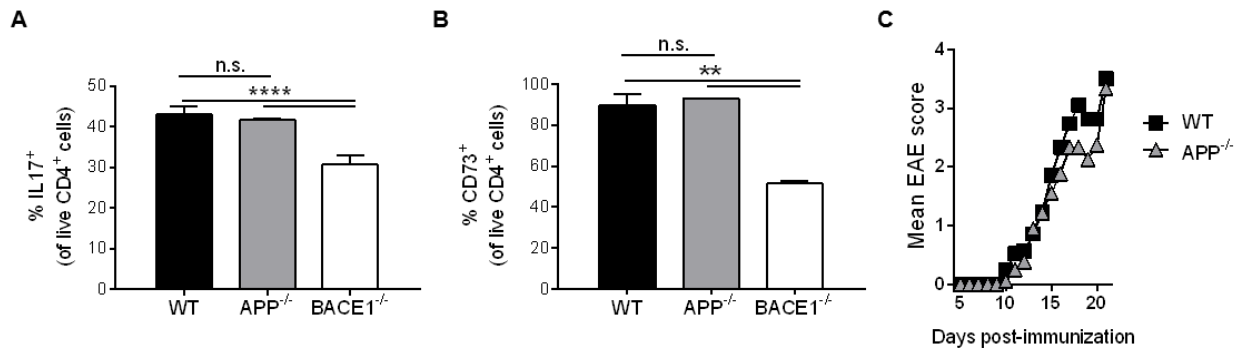 A
% IL17+
(of live CD4+ cells)
50
40
30
20
10
0
n.s.
****
WT
APP-/-
BACE1-/-
B
% CD73+
(of live CD4+ cells)
100
80
60
40
20
0
n.s.
**
WT
APP-/-
BACE1-/-
C
Mean EAE score
4
3
2
1
0
5
10
15
20
Days post-immunization
WT
APP-/-